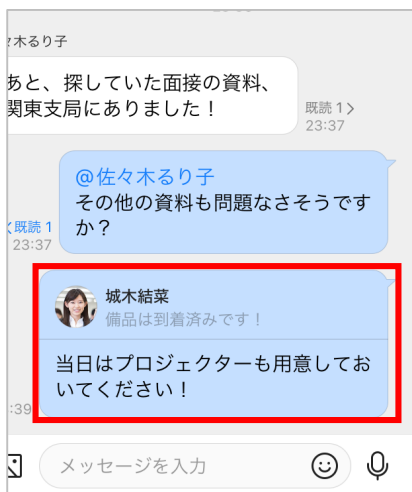 木るり子
あと、探していた面接の資料、
関東支局にありました！
既読 1
23:37
@佐々木るり子
その他の資料も問題なさそうです
か？
既読 1
23:37
城木結菜
備品は到着済みです！
当日はプロジェクターも用意してお
いてください！
:39
メッセージを入力